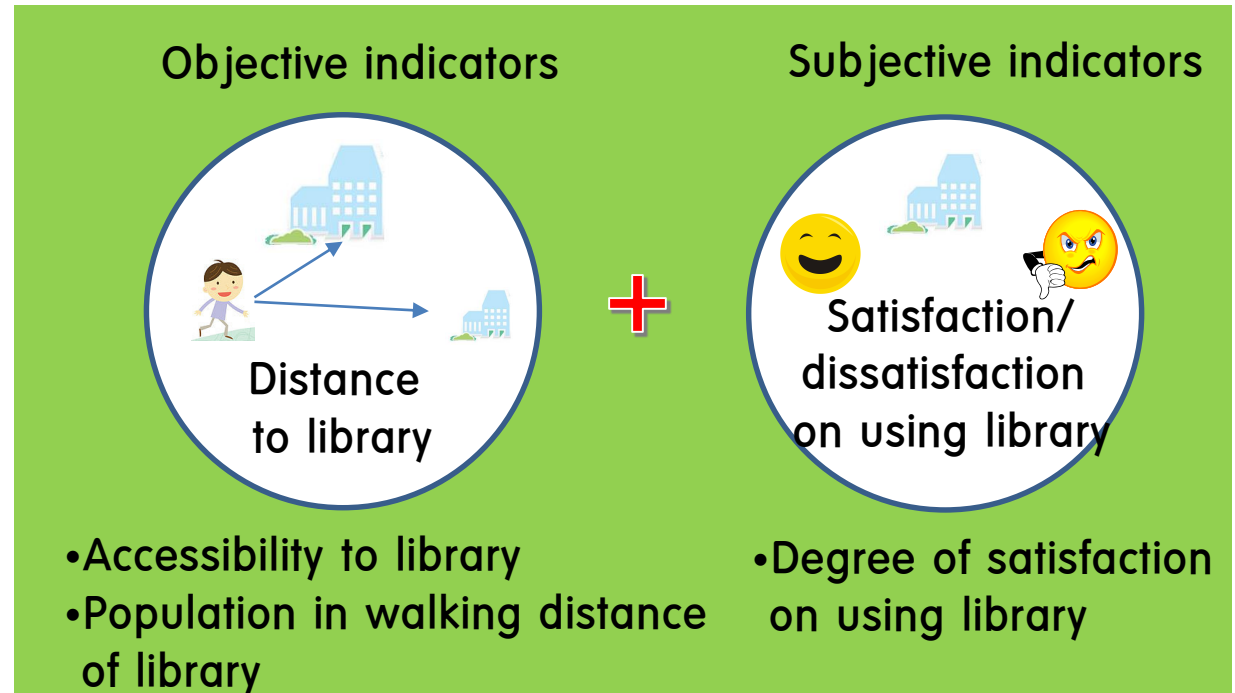 Objective indicators
Distance
to library
•Accessibility to library
•Population in walking distance
of library
Subjective indicators
Satisfaction/
dissatisfaction
on using library
•Degree of satisfaction
on using library